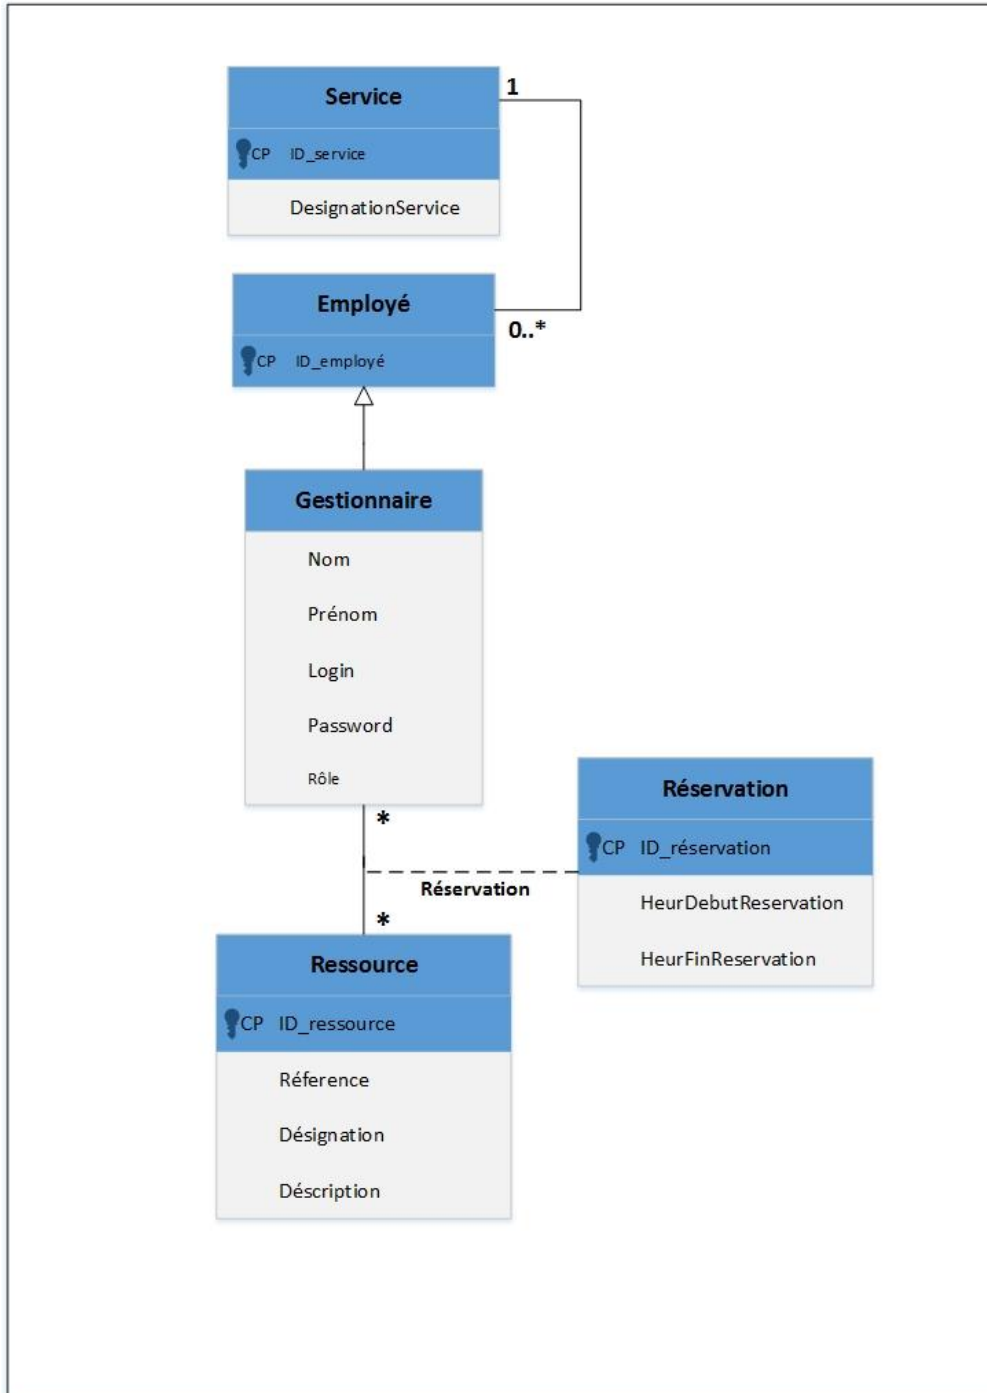 Service
1
CP ID_service
DesignationService
Employé
0..*
CP ID_employé
Gestionnaire
Nom
Prénom
Login
Password
Rôle
*
Réservation
CP ID_réservation
Réservation
HeurDebutReservation
HeurFinReservation
*
Ressource
CP ID_ressource
Réference
Désignation
Déscription